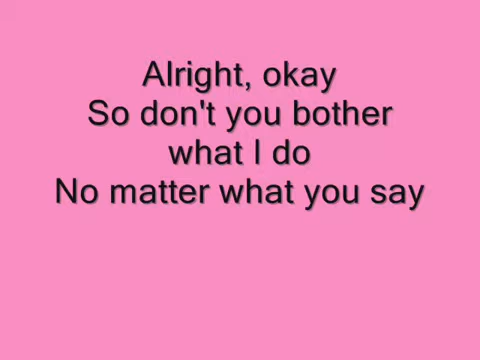 Alright, okay
So don't you bother
what I do
No matter what you say